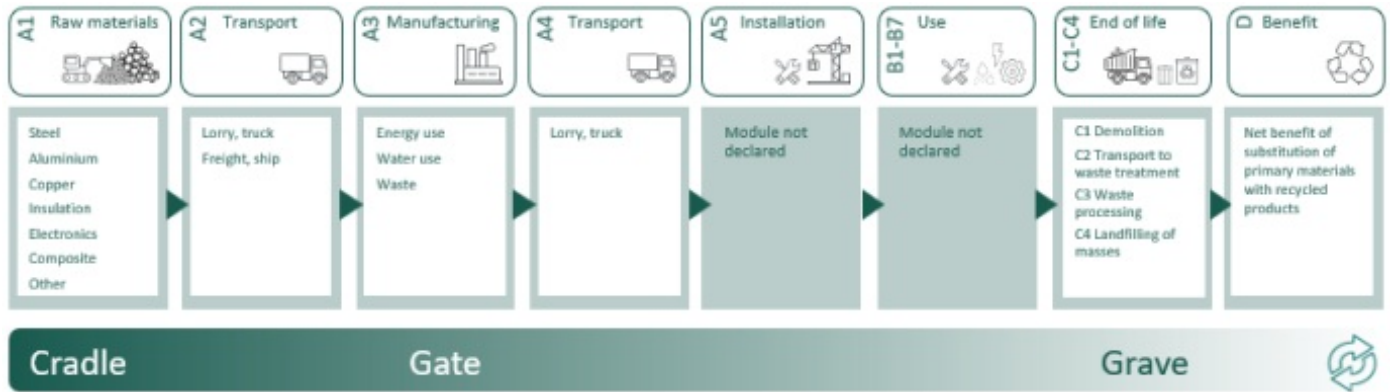 A1 Raw materials
A2 Transport
A3 Manufacturing
A4 Transport
A5 Installation
B1-B7 Use
C1-C4 End of life
D Benefit
Steel
Aluminium
Copper
Insulation
Electronics
Composite
Other
Lorry, truck
Freight, ship
Energy use
Water use
Waste
Lorry, truck
Module not
declared
Module not
declared
C1 Demolition
C2 Transport to
waste treatment
C3 Waste
processing
C4 Landfilling of
masses
Net benefit of
substitution of
primary materials
with recycled
products
Cradle
Gate
Grave